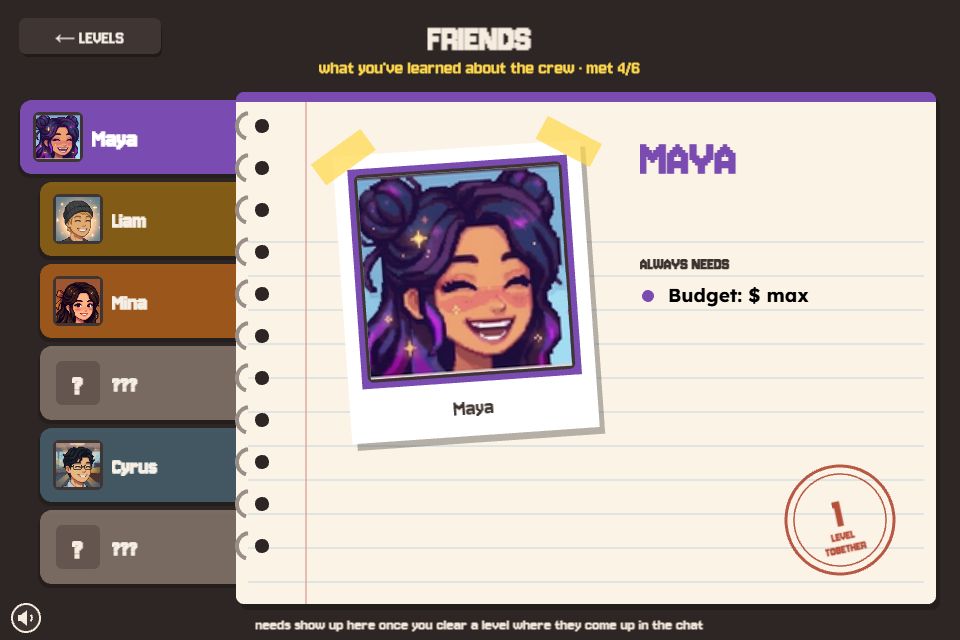 ← LEVELS
FRIENDS
what you've learned about the crew · met 4/6
Maya
Liam
Mina
? ???
Cyrus
? ???
MAYA
ALWAYS NEEDS
Budget: $ max
Maya
1
LEVEL
TOGETHER
needs show up here once you clear a level where they come up in the chat